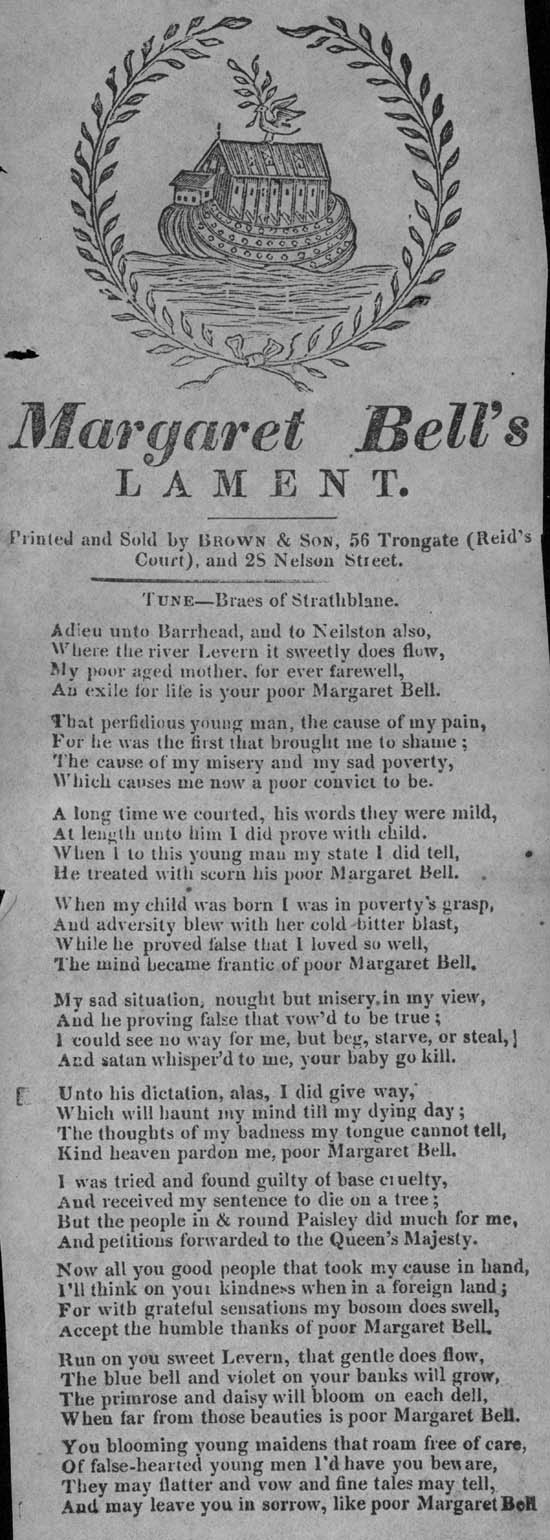 Margaret Bell's
LAMENT.
Printed and Sold by BROWN & SON, 56 Trongate (Reid's
Court), and 28 Nelson Street.
TUNE—Braes of Strathblane.
Adieu unto Barrhead, and to Neilston also,
Where the river Levern it sweetly does flow,
My poor aged mother, for ever farewell,
An exile for life is your poor Margaret Bell.
That perfidious young man, the cause of my pain,
For he was the first that brought me to shame;
The cause of my misery and my sad poverty,
Which causes me now a poor convict to be.
A long time we courted, his words they were mild,
At length unto him I did prove with child.
When I to this young man my state I did tell,
He treated with scorn his poor Margaret Bell.
When my child was born I was in poverty's grasp,
And adversity blew with her cold bitter blast,
While he proved false that I loved so well,
The mind became frantic of poor Margaret Bell.
My sad situation, nought but misery, in my view,
And he proving false that vow'd to be true;
I could see no way for me, but beg, starve, or steal,
And satan whisper'd to me, your baby go kill.
Unto his dictation, alas, I did give way,
Which will haunt my mind till my dying day;
The thoughts of my badness my tongue cannot tell,
Kind heaven pardon me, poor Margaret Bell.
I was tried and found guilty of base cruelty,
And received my sentence to die on a tree;
But the people in & round Paisley did much for me,
And petitions forwarded to the Queen's Majesty.
Now all you good people that took my cause in hand,
I'll think on your kindness when in a foreign land;
For with grateful sensations my bosom does swell,
Accept the humble thanks of poor Margaret Bell.
Run on you sweet Levern, that gentle does flow,
The blue bell and violet on your banks will grow,
The primrose and daisy will bloom on each dell,
When far from those beauties is poor Margaret Bell.
You blooming young maidens that roam free of care,
Of false-hearted young men I'd have you beware,
They may flatter and vow and fine tales may tell,
And may leave you in sorrow, like poor Margaret Bell